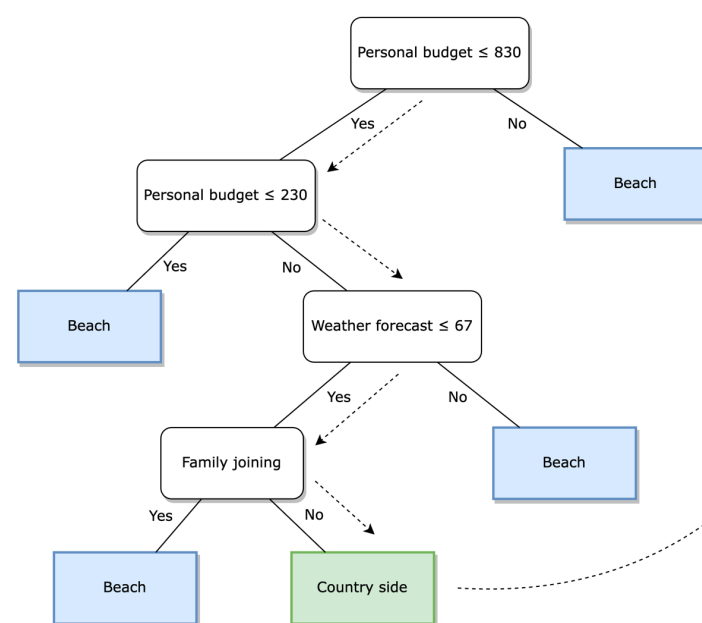 Personal budget ≤ 830
Yes
No
Beach
Personal budget ≤ 230
Yes
No
Beach
Weather forecast ≤ 67
Yes
No
Family joining
Beach
Yes
No
Beach
Country side